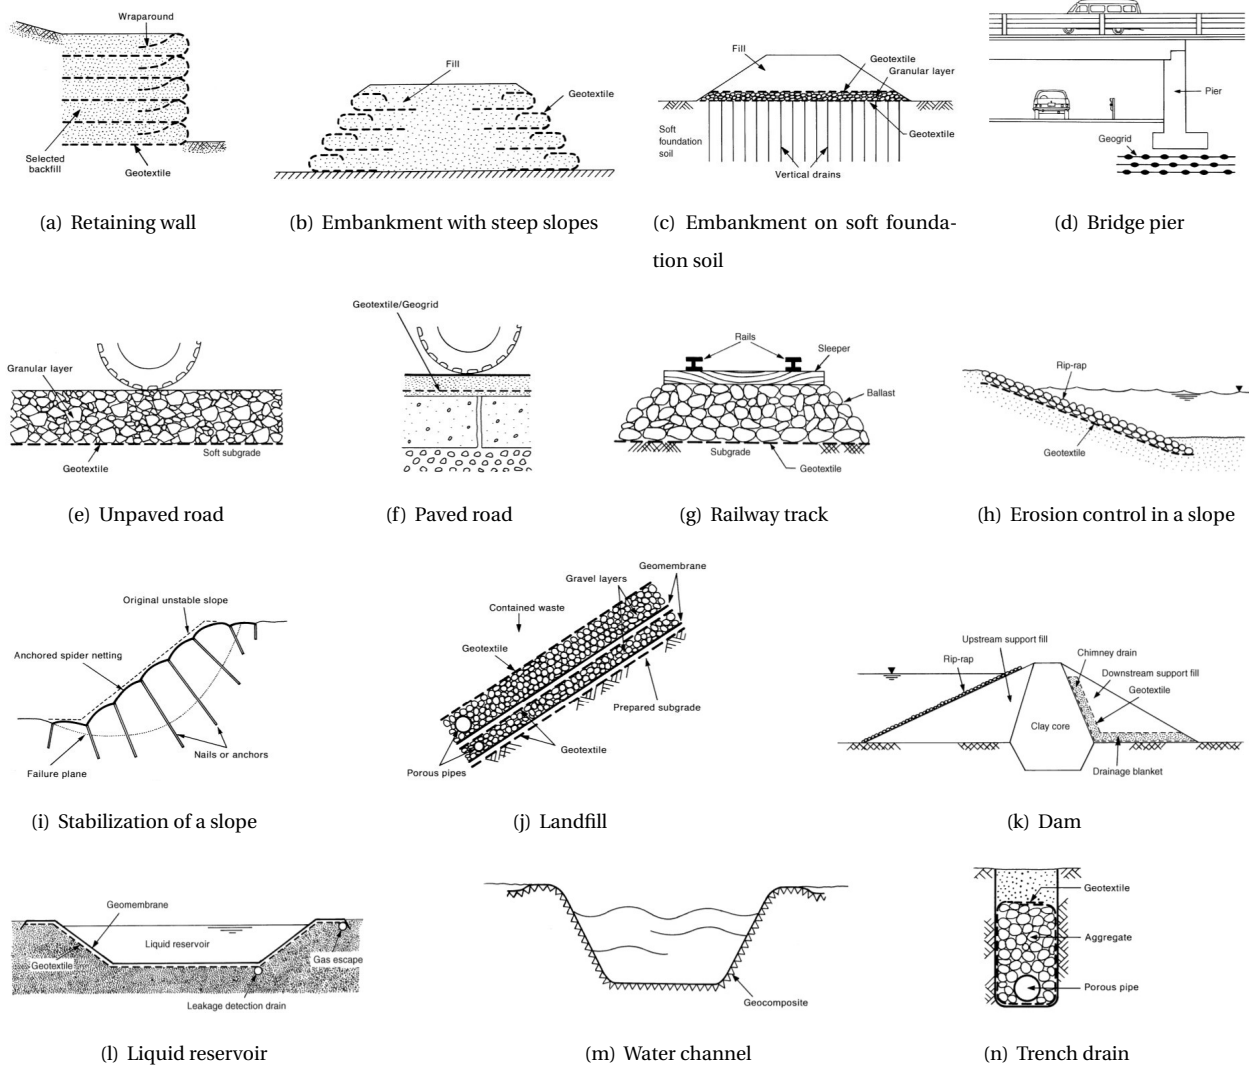 Wraparound
Selected
backfill
Geotextile
(a) Retaining wall
Fill
Geotextile
(b) Embankment with steep slopes
Fill
Geotextile
Granular layer
Soft
foundation
soil
Geotextile
Vertical drains
(c) Embankment on soft founda-
tion soil
Pier
Geogrid
(d) Bridge pier
Granular layer
Soft subgrade
Geotextile
(e) Unpaved road
Geotextile/Geogrid
(f) Paved road
Rails
Sleeper
Ballast
Subgrade
Geotextile
(g) Railway track
Rip-rap
Geotextile
(h) Erosion control in a slope
Original unstable slope
Anchored spider netting
Nails or anchors
Failure plane
(i) Stabilization of a slope
Geomembrane
Gravel layers
Contained waste
Geotextile
Prepared subgrade
Geotextile
Porous pipes
(j) Landfill
Upstream support fill
Rip-rap
Chimney drain
Downstream support fill
Geotextile
Clay core
Drainage blanket
(k) Dam
Geomembrane
Liquid reservoir
Geotextile
Gas escape
Leakage detection drain
(l) Liquid reservoir
Geocomposite
(m) Water channel
Geotextile
Aggregate
Porous pipe
(n) Trench drain